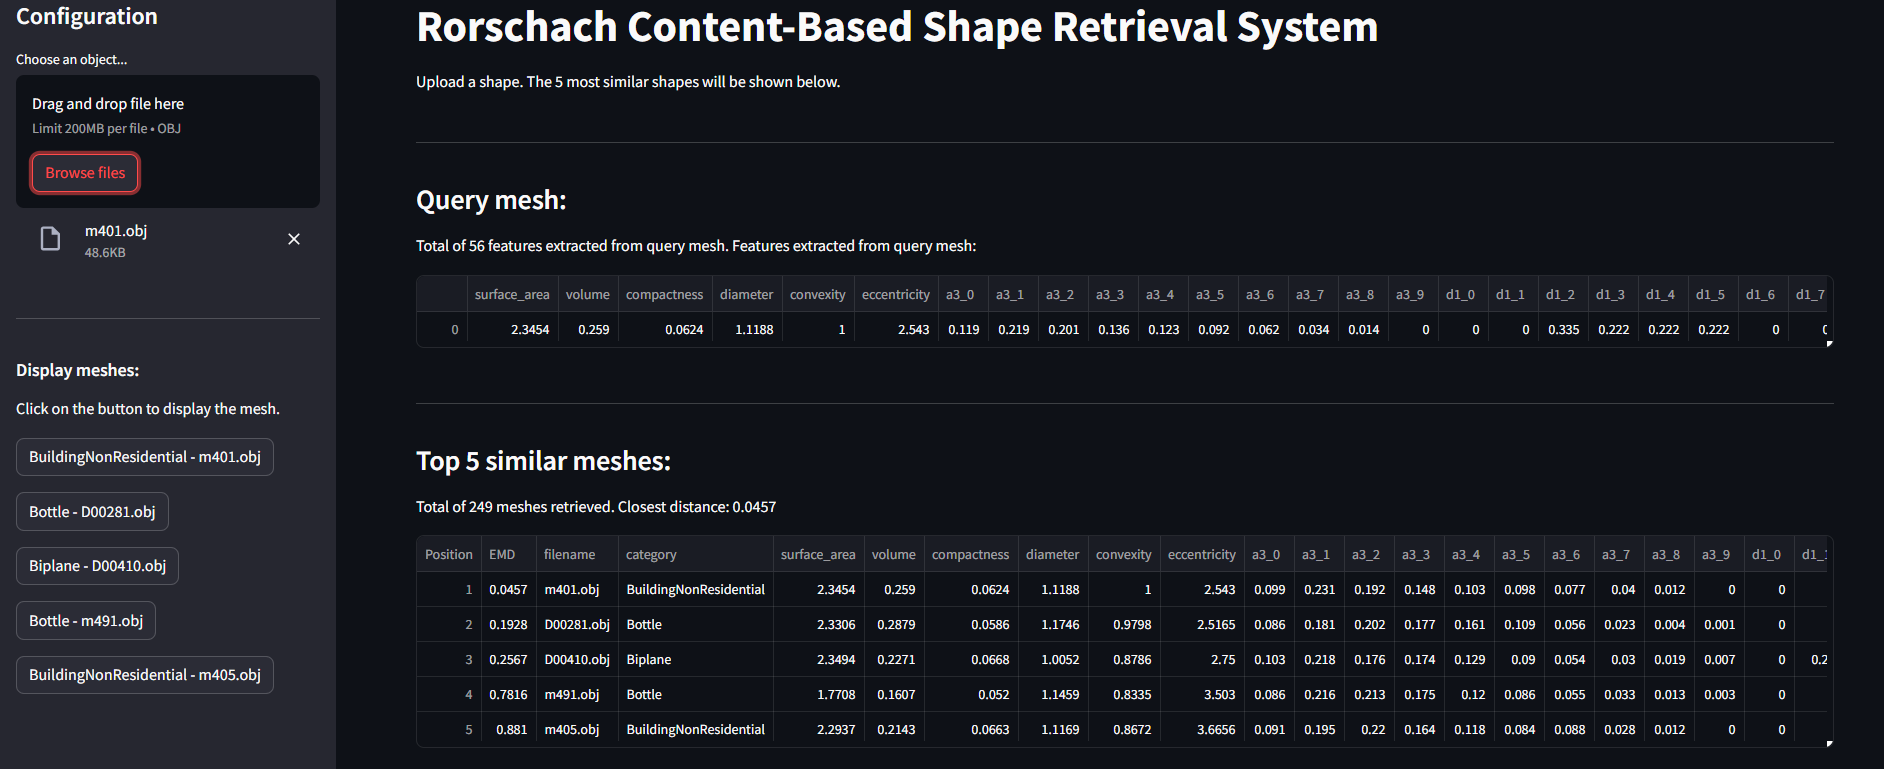 Configuration
Choose an object...
Drag and drop file here
Limit 200MB per file • OBJ
Browse files
m401.obj
48.6KB
Display meshes:
Click on the button to display the mesh.
BuildingNonResidential - m401.obj
Bottle - D00281.obj
Biplane - D00410.obj
Bottle - m491.obj
BuildingNonResidential - m405.obj
Rorschach Content-Based Shape Retrieval System
Upload a shape. The 5 most similar shapes will be shown below.
Query mesh:
Total of 56 features extracted from query mesh. Features extracted from query mesh:
surface_area volume compactness diameter convexity eccentricity a3_0 a3_1 a3_2 a3_3 a3_4 a3_5 a3_6 a3_7 a3_8 a3_9 d1_0 d1_1 d1_2 d1_3 d1_4 d1_5 d1_6 d1_7
0 2.3454 0.259 0.0624 1.1188 1 2.543 0.119 0.219 0.201 0.136 0.123 0.092 0.062 0.034 0.014 0 0 0 0.335 0.222 0.222 0.222 0
Top 5 similar meshes:
Total of 249 meshes retrieved. Closest distance: 0.0457
Position EMD filename category surface_area volume compactness diameter convexity eccentricity a3_0 a3_1 a3_2 a3_3 a3_4 a3_5 a3_6 a3_7 a3_8 a3_9 d1_0
1 0.0457 m401.obj BuildingNonResidential 2.3454 0.259 0.0624 1.1188 1 2.543 0.099 0.231 0.192 0.148 0.103 0.098 0.077 0.04 0.012 0 0
2 0.1928 D00281.obj Bottle 2.3306 0.2879 0.0586 1.1746 0.9798 2.5165 0.086 0.181 0.202 0.177 0.161 0.109 0.056 0.023 0.004 0.001 0
3 0.2567 D00410.obj Biplane 2.3494 0.2271 0.0668 1.0052 0.8786 2.75 0.103 0.218 0.176 0.174 0.129 0.09 0.054 0.03 0.019 0.007 0 0.2
4 0.7816 m491.obj Bottle 1.7708 0.1607 0.052 1.1459 0.8335 3.503 0.086 0.216 0.213 0.175 0.12 0.086 0.055 0.033 0.013 0.003 0
5 0.881 m405.obj BuildingNonResidential 2.2937 0.2143 0.0663 1.1169 0.8672 3.6656 0.091 0.195 0.22 0.164 0.118 0.084 0.088 0.028 0.012 0 0